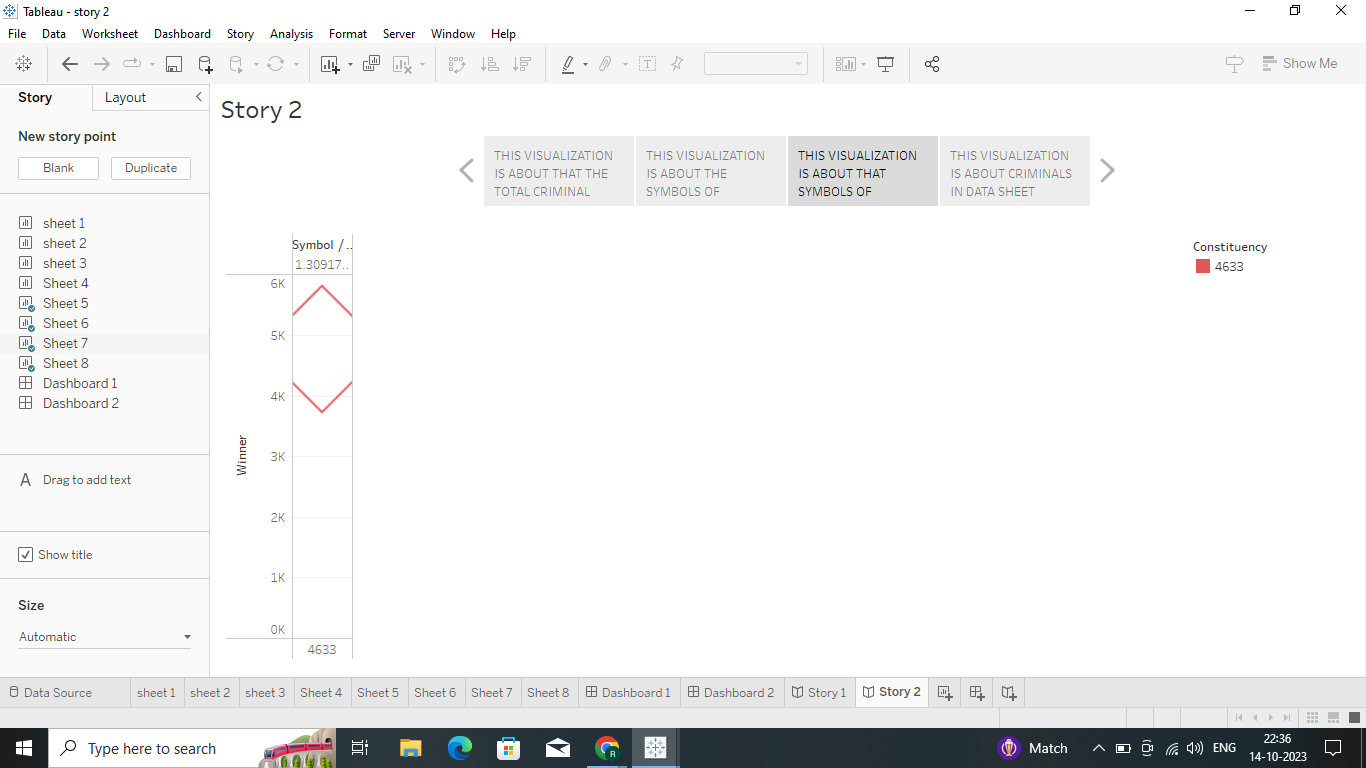 Tableau - story 2
File Data Worksheet Dashboard Story Analysis Format Server Window Help
Show Me
Story Layout
New story point
Blank Duplicate
sheet 1
sheet 2
sheet 3
Sheet 4
Sheet 5
Sheet 6
Sheet 7
Sheet 8
Dashboard 1
Dashboard 2
A Drag to add text
Show title
Size
Automatic
Story 2
THIS VISUALIZATION
IS ABOUT THAT THE
TOTAL CRIMINAL
THIS VISUALIZATION
IS ABOUT THE
SYMBOLS OF
THIS VISUALIZATION
IS ABOUT THAT
SYMBOLS OF
THIS VISUALIZATION
IS ABOUT CRIMINALS
IN DATA SHEET
Symbol / ..
1.30917..
6K
5K
4K
3K
2K
1K
0K
Winner
4633
Constituency
4633
Data Source sheet 1 sheet 2 sheet 3 Sheet 4 Sheet 5 Sheet 6 Sheet 7 Sheet 8 Dashboard 1 Dashboard 2 Story 1 Story 2
Type here to search
Match
ENG
22:36
14-10-2023